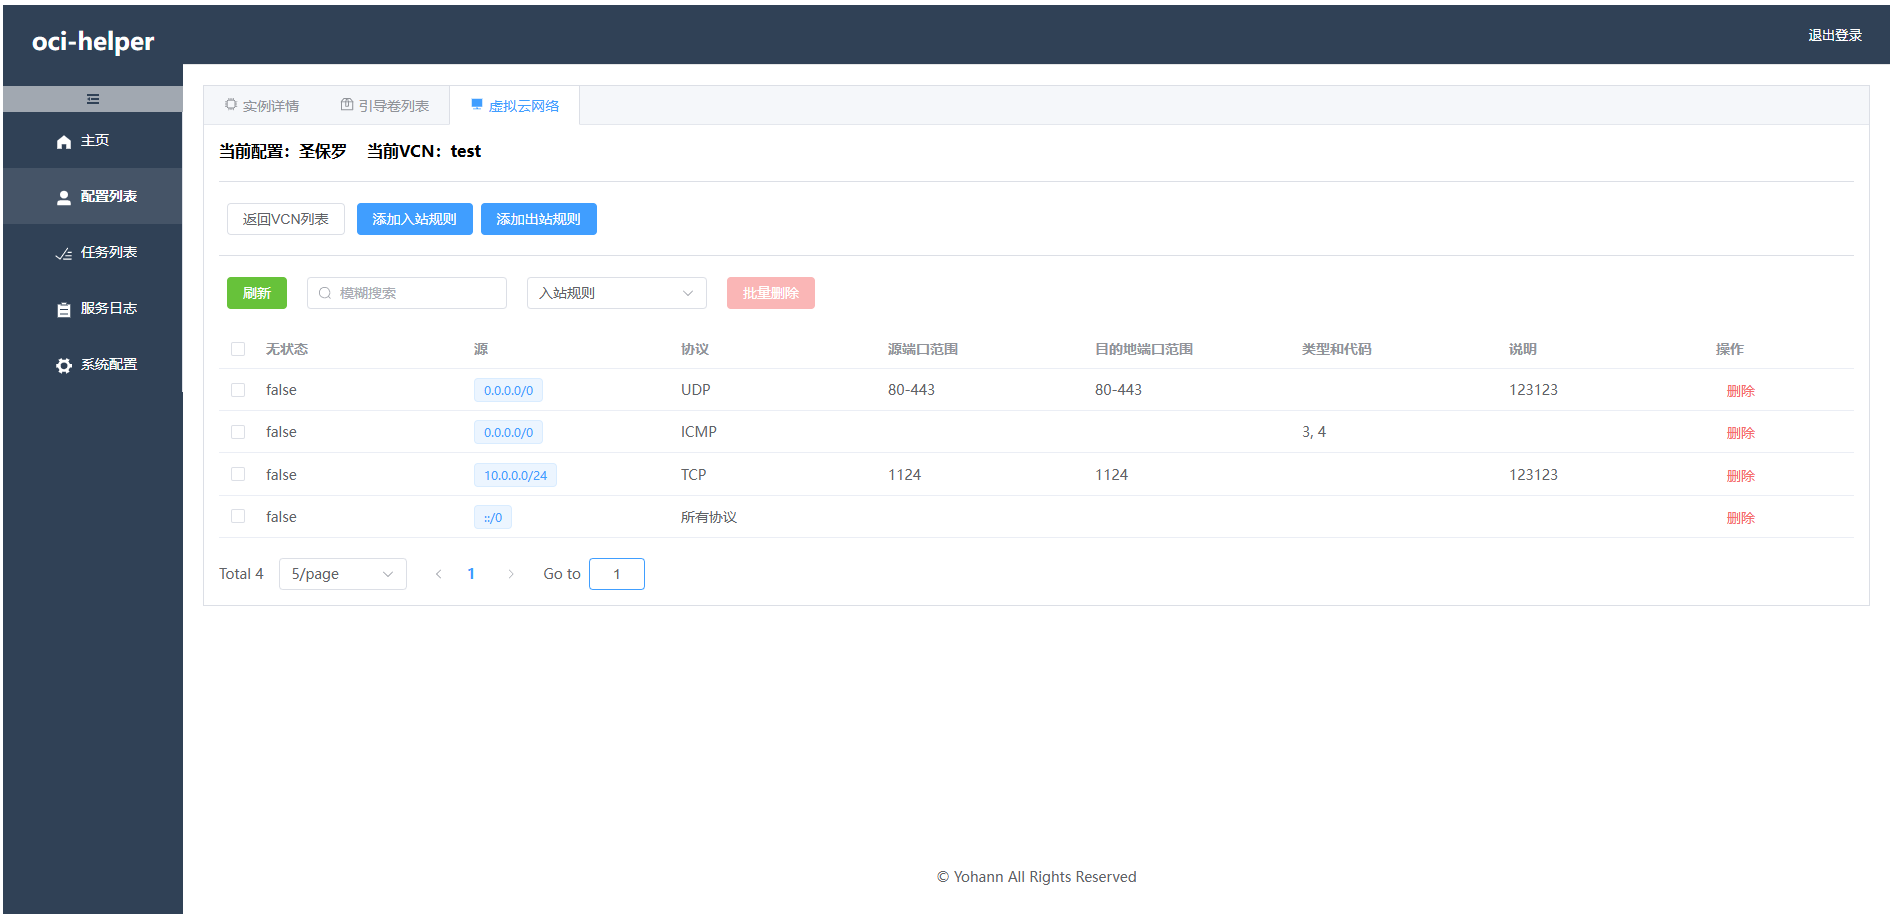 oci-helper
退出登录
主页
配置列表
任务列表
服务日志
系统配置
实例详情 引导卷列表 虚拟云网络
当前配置：圣保罗 当前VCN：test
返回VCN列表 添加入站规则 添加出站规则
刷新 模糊搜索 入站规则 批量删除
无状态 源 协议 源端口范围 目的地端口范围 类型和代码 说明 操作
false 0.0.0.0/0 UDP 80-443 80-443 123123 删除
false 0.0.0.0/0 ICMP 3, 4 删除
false 10.0.0.0/24 TCP 1124 1124 123123 删除
false ::/0 所有协议 删除
Total 4 5/page 1 Go to 1
© Yohann All Rights Reserved